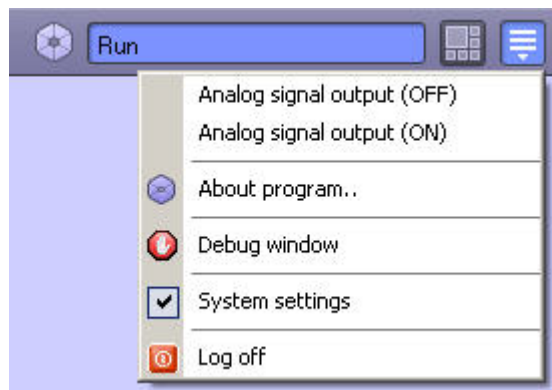 Run
Analog signal output (OFF)
Analog signal output (ON)
About program..
Debug window
System settings
Log off